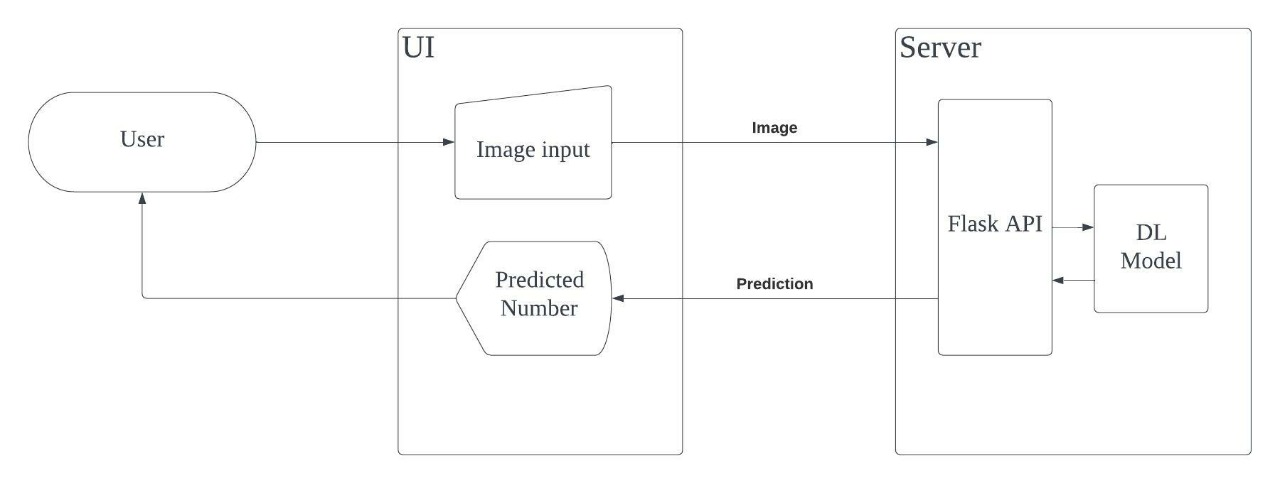 UI
Server
User
Image input
Image
Flask API
DL
Model
Predicted
Number
Prediction